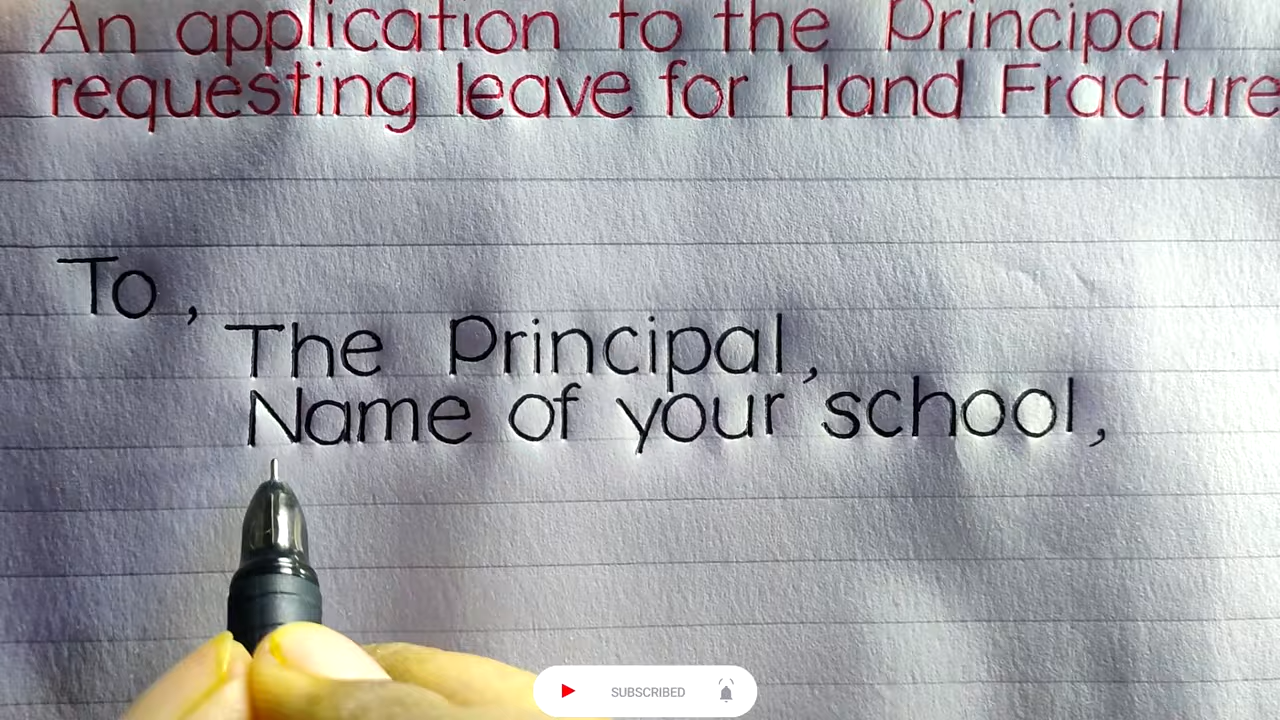 An application to the Principal
requesting leave for Hand Fracture
To,
The Principal,
Name of your school,
SUBSCRIBED